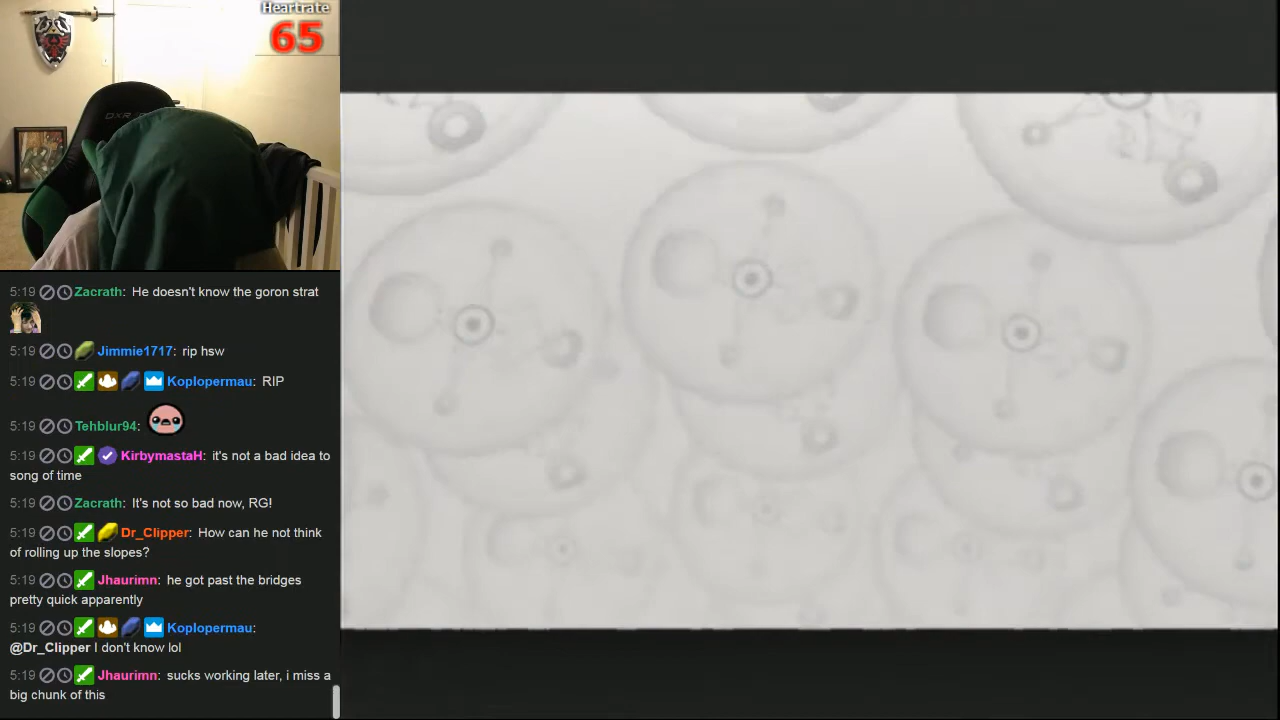 Heartrate
65
DXRacer
5:19 Zacrath: He doesn't know the goron strat
5:19 Jimmie1717: rip hsw
5:19 Koplopermau: RIP
5:19 Tehblur94:
5:19 KirbymastaH: it's not a bad idea to
song of time
5:19 Zacrath: It's not so bad now, RG!
5:19 Dr_Clipper: How can he not think
of rolling up the slopes?
5:19 Jhaurimn: he got past the bridges
pretty quick apparently
5:19 Koplopermau:
@Dr_Clipper I don't know lol
5:19 Jhaurimn: sucks working later, i miss a
big chunk of this